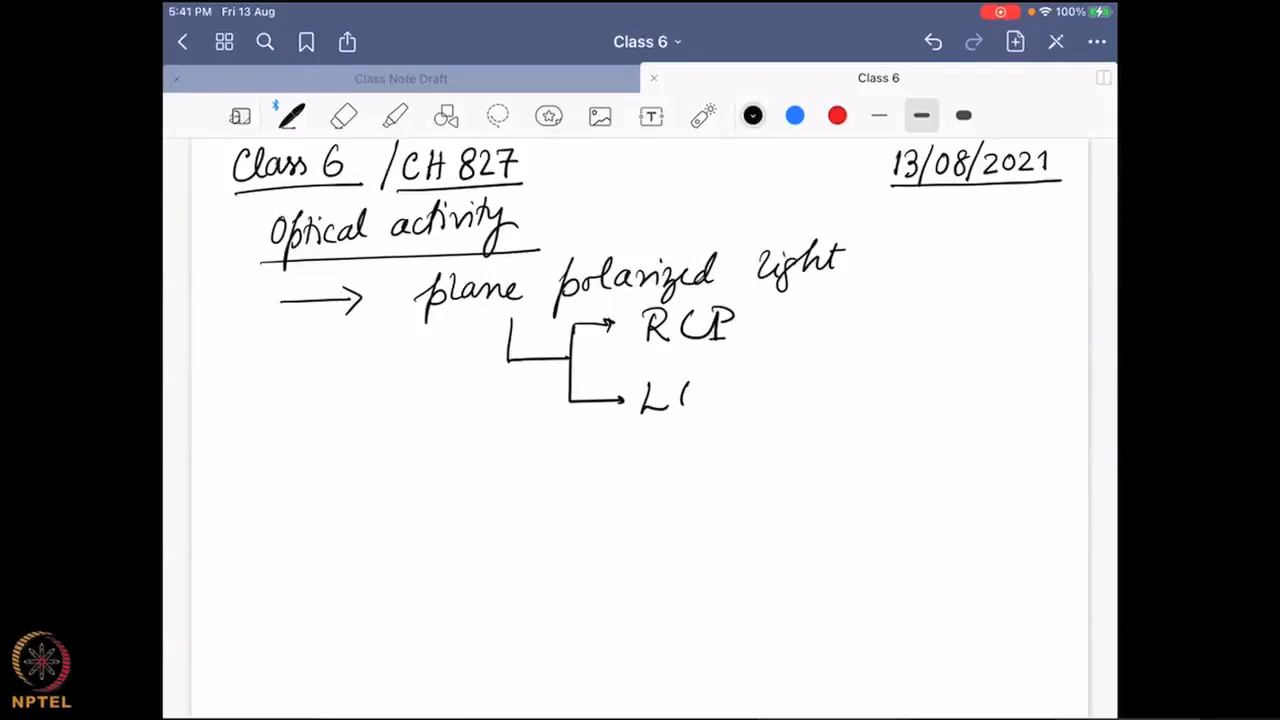 5:41 PM Fri 13 Aug 100%
Class 6
Class Note Draft Class 6
T
Class 6 / CH 827 13/08/2021
Optical activity
→ plane polarized light
RCP
L(
NPTEL